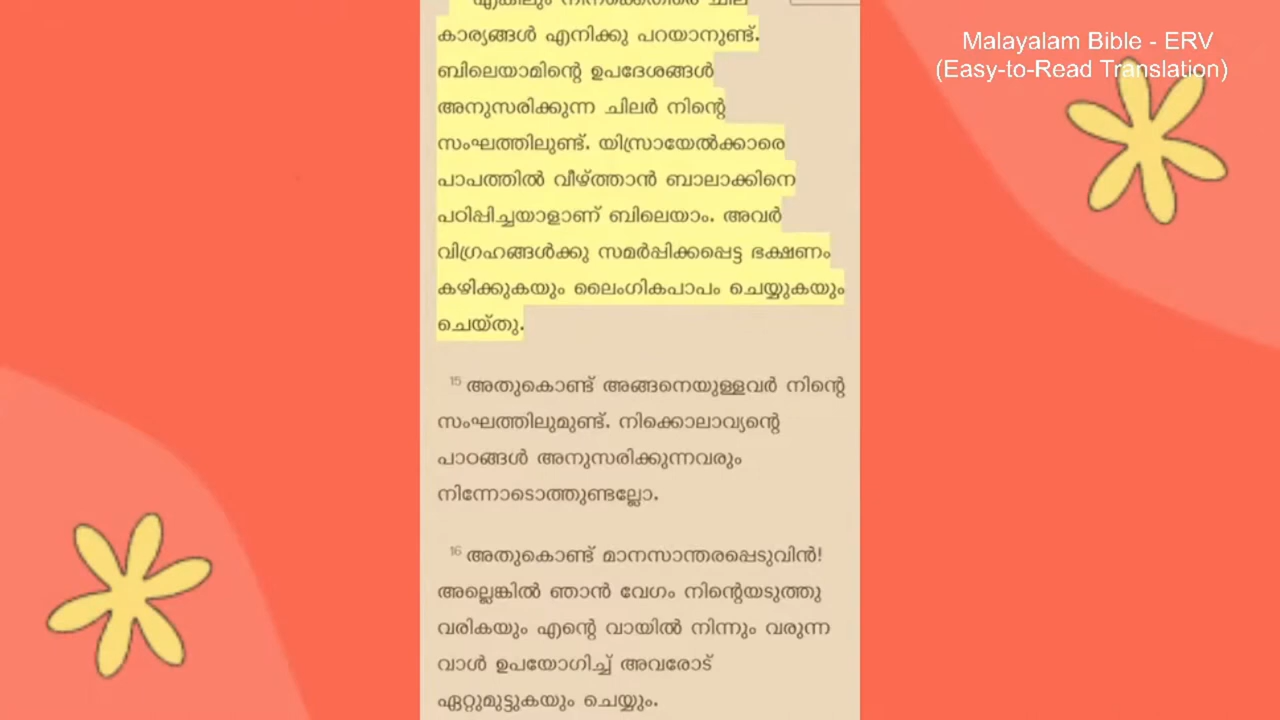 എങ്കിലും നിനക്കെതിരെ ചില
കാര്യങ്ങൾ എനിക്കു പറയാനുണ്ട്.
ബിലെയാമിന്റെ ഉപദേശങ്ങൾ
അനുസരിക്കുന്ന ചിലർ നിന്റെ
സംഘത്തിലുണ്ട്. യിസ്രായേൽക്കാരെ
പാപത്തിൽ വീഴ്ത്താൻ ബാലാക്കിനെ
പഠിപ്പിച്ചയാളാണ് ബിലെയാം. അവർ
വിഗ്രഹങ്ങൾക്കു സമർപ്പിക്കപ്പെട്ട ഭക്ഷണം
കഴിക്കുകയും ലൈംഗികപാപം ചെയ്യുകയും
ചെയ്തു.
15 അതുകൊണ്ട് അങ്ങനെയുള്ളവർ നിന്റെ
സംഘത്തിലുമുണ്ട്. നിക്കൊലാവ്യന്റെ
പാഠങ്ങൾ അനുസരിക്കുന്നവരും
നിന്നോടൊത്തുണ്ടല്ലോ.
16 അതുകൊണ്ട് മാനസാന്തരപ്പെടുവിൻ!
അല്ലെങ്കിൽ ഞാൻ വേഗം നിന്റെയടുത്തു
വരികയും എന്റെ വായിൽ നിന്നും വരുന്ന
വാൾ ഉപയോഗിച്ച് അവരോട്
ഏറ്റുമുട്ടുകയും ചെയ്യും.
Malayalam Bible - ERV
(Easy-to-Read Translation)